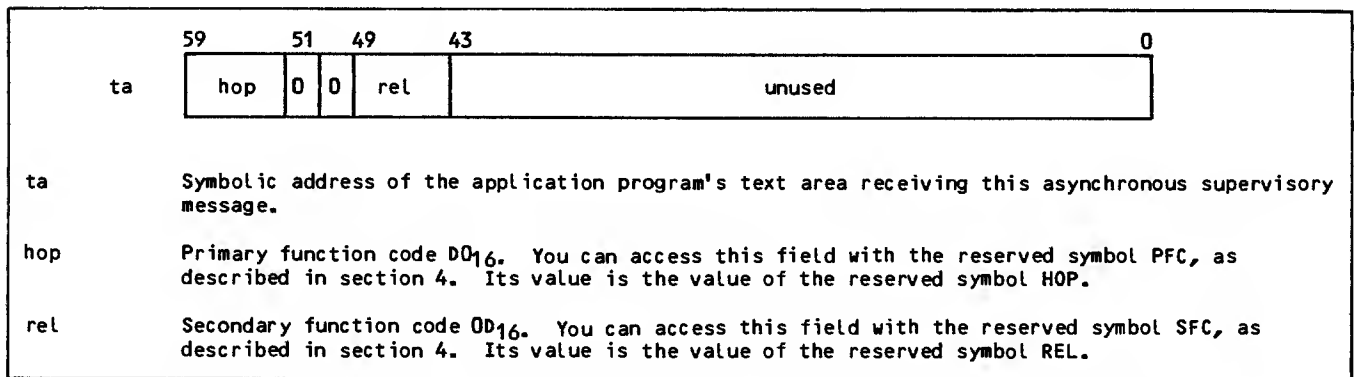 59 51 49 43 0
ta hop 0 0 rel unused
ta Symbolic address of the application program's text area receiving this asynchronous supervisory
message.
hop Primary function code D0₁₆. You can access this field with the reserved symbol PFC, as
described in section 4. Its value is the value of the reserved symbol HOP.
rel Secondary function code 0D₁₆. You can access this field with the reserved symbol SFC, as
described in section 4. Its value is the value of the reserved symbol REL.